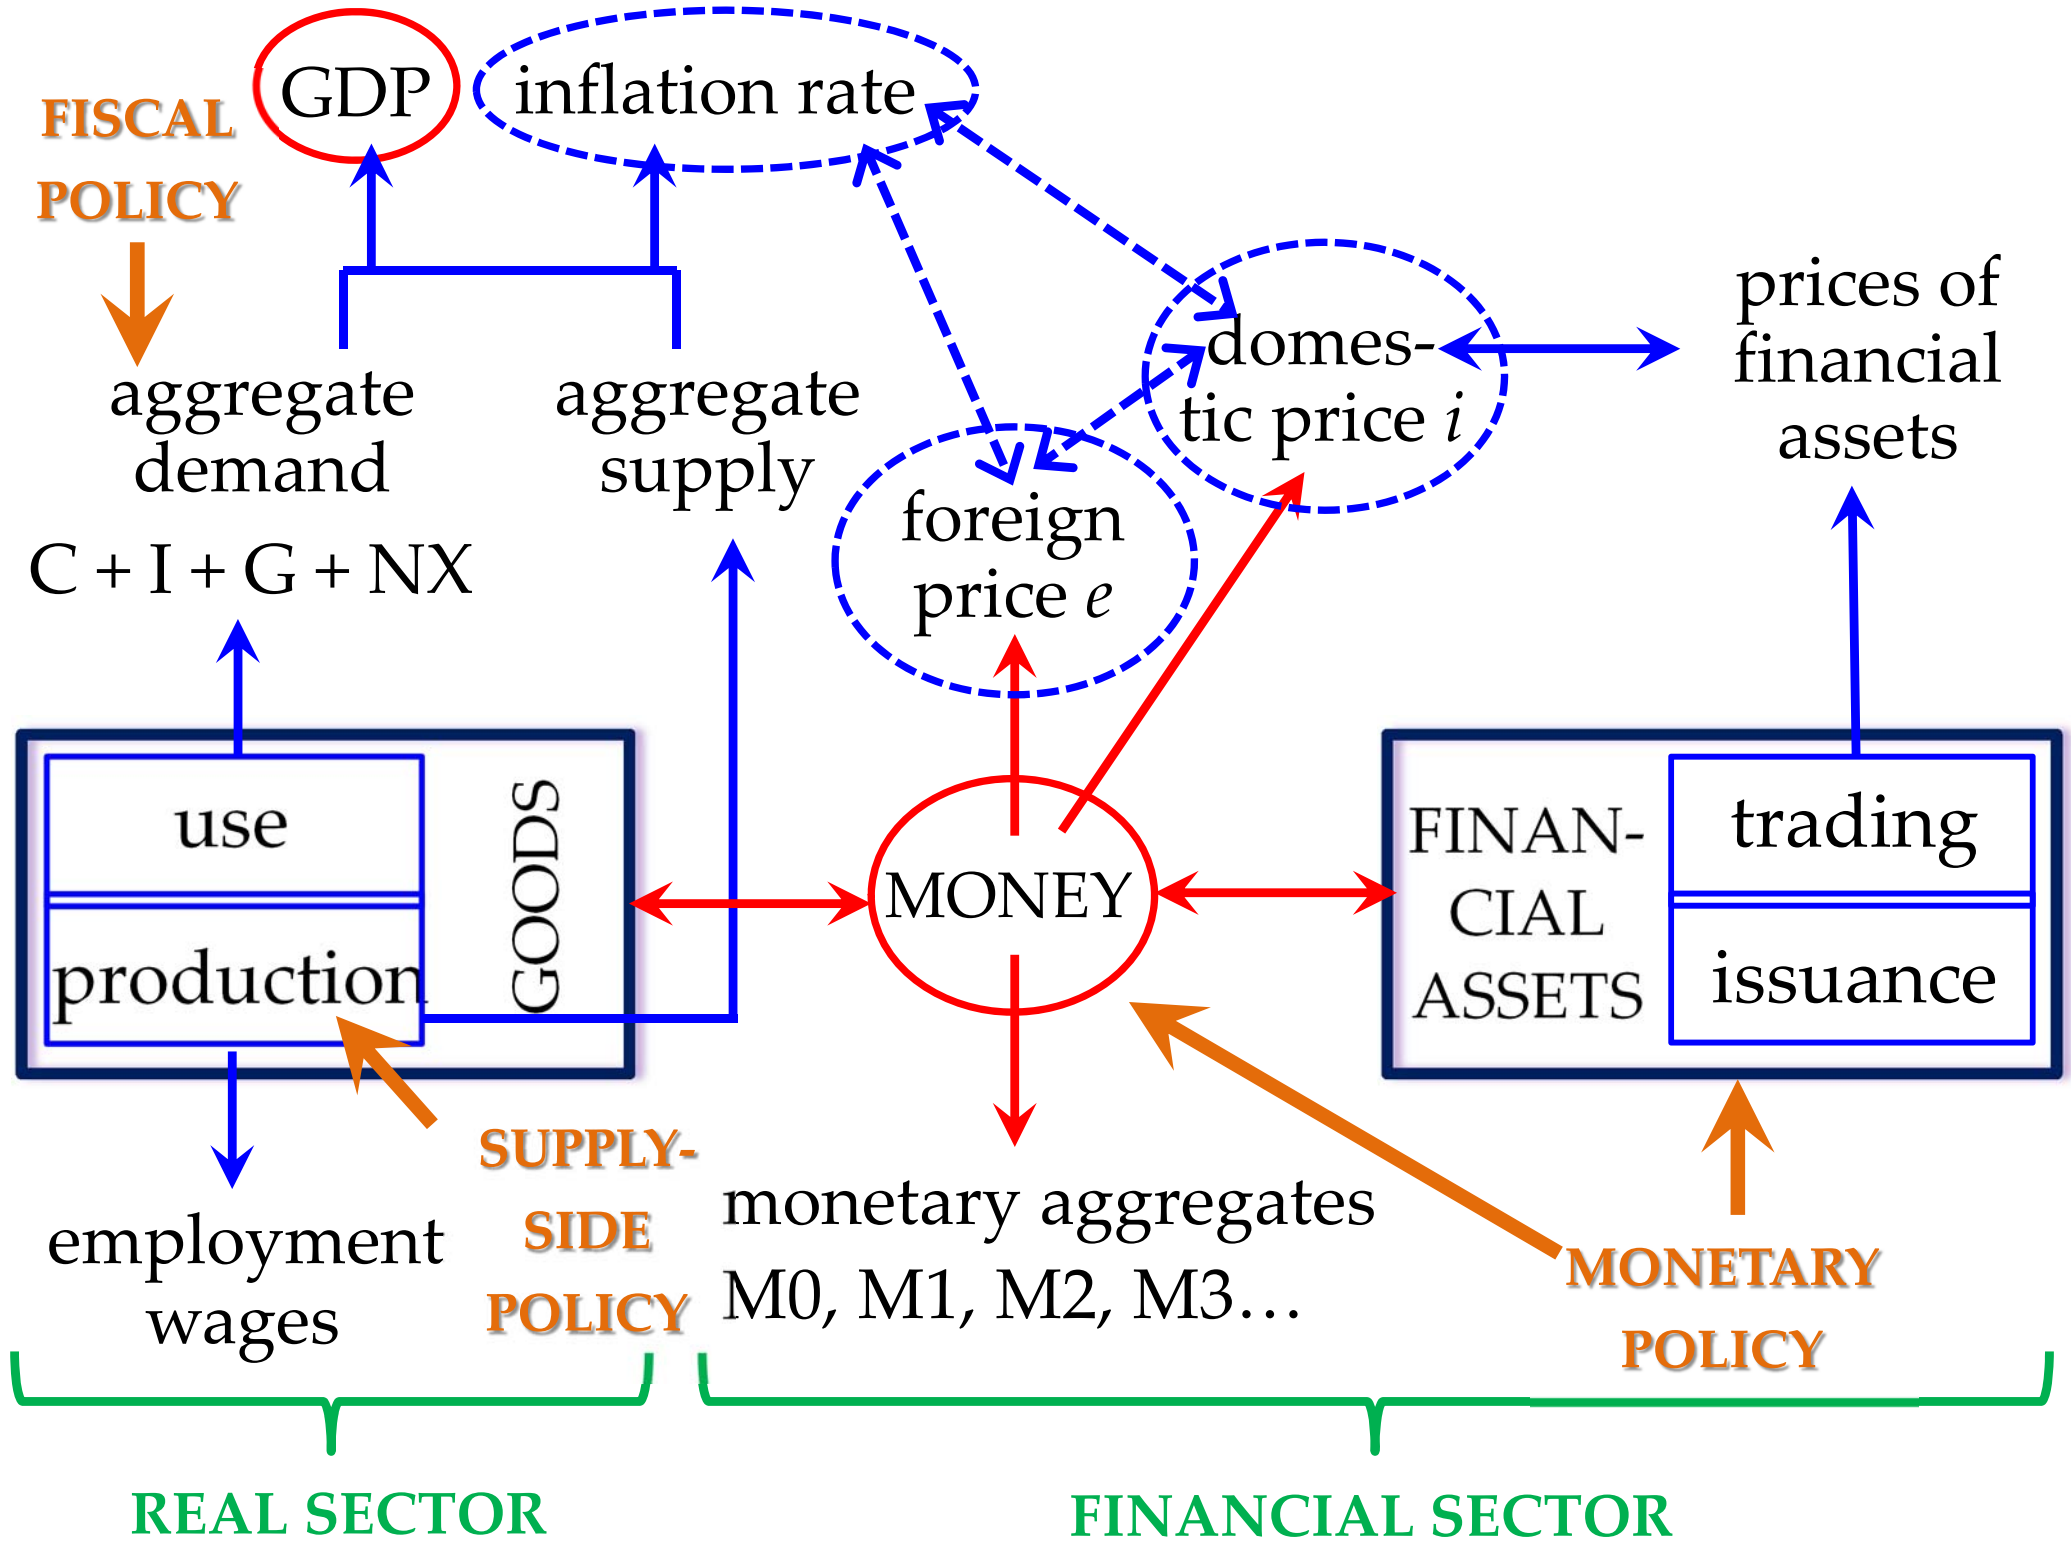 GDP
inflation rate
FISCAL
POLICY
aggregate
demand
C + I + G + NX
aggregate
supply
foreign
price e
domes-
tic price i
prices of
financial
assets
use
production
GOODS
MONEY
FINAN-
CIAL
ASSETS
trading
issuance
employment
wages
SUPPLY-
SIDE
POLICY
monetary aggregates
M0, M1, M2, M3…
MONETARY
POLICY
REAL SECTOR
FINANCIAL SECTOR